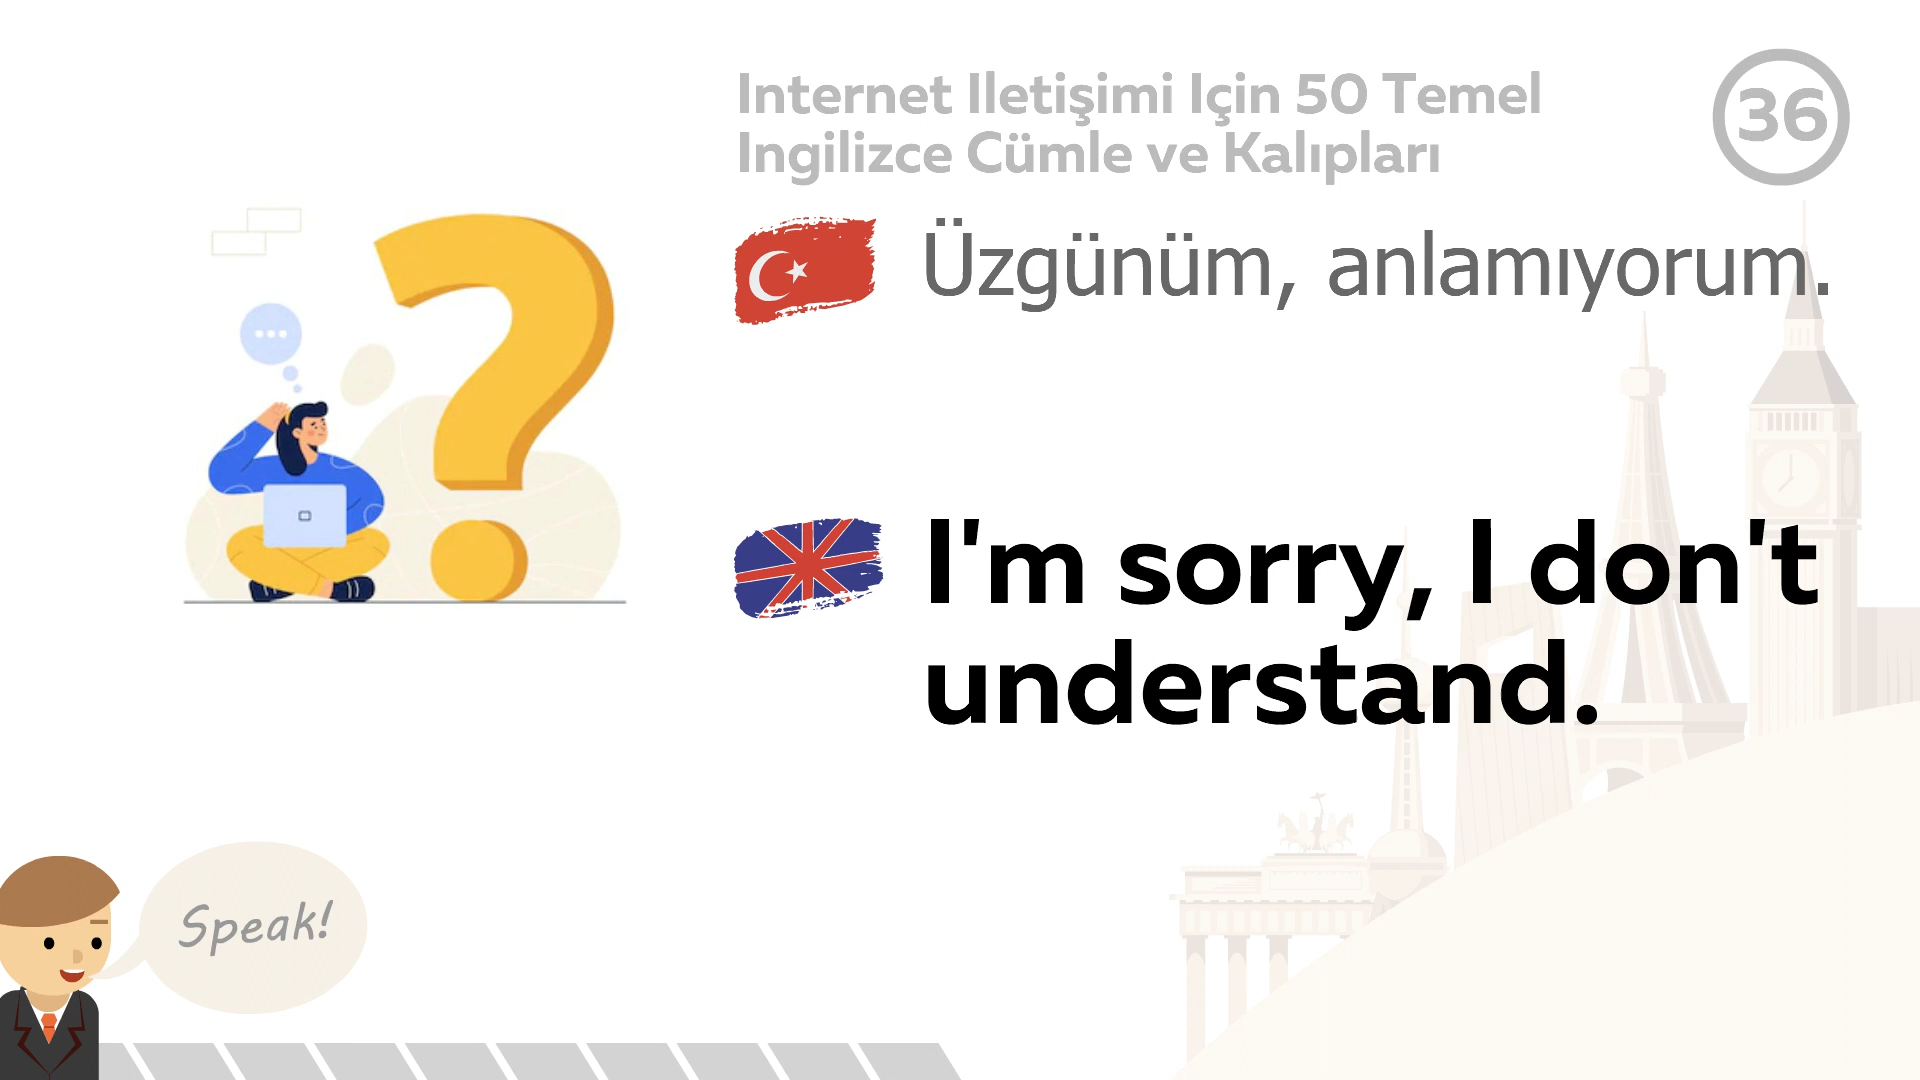 Internet Iletişimi Için 50 Temel
Ingilizce Cümle ve Kalıpları
36
Üzgünüm, anlamıyorum.
I'm sorry, I don't
understand.
Speak!